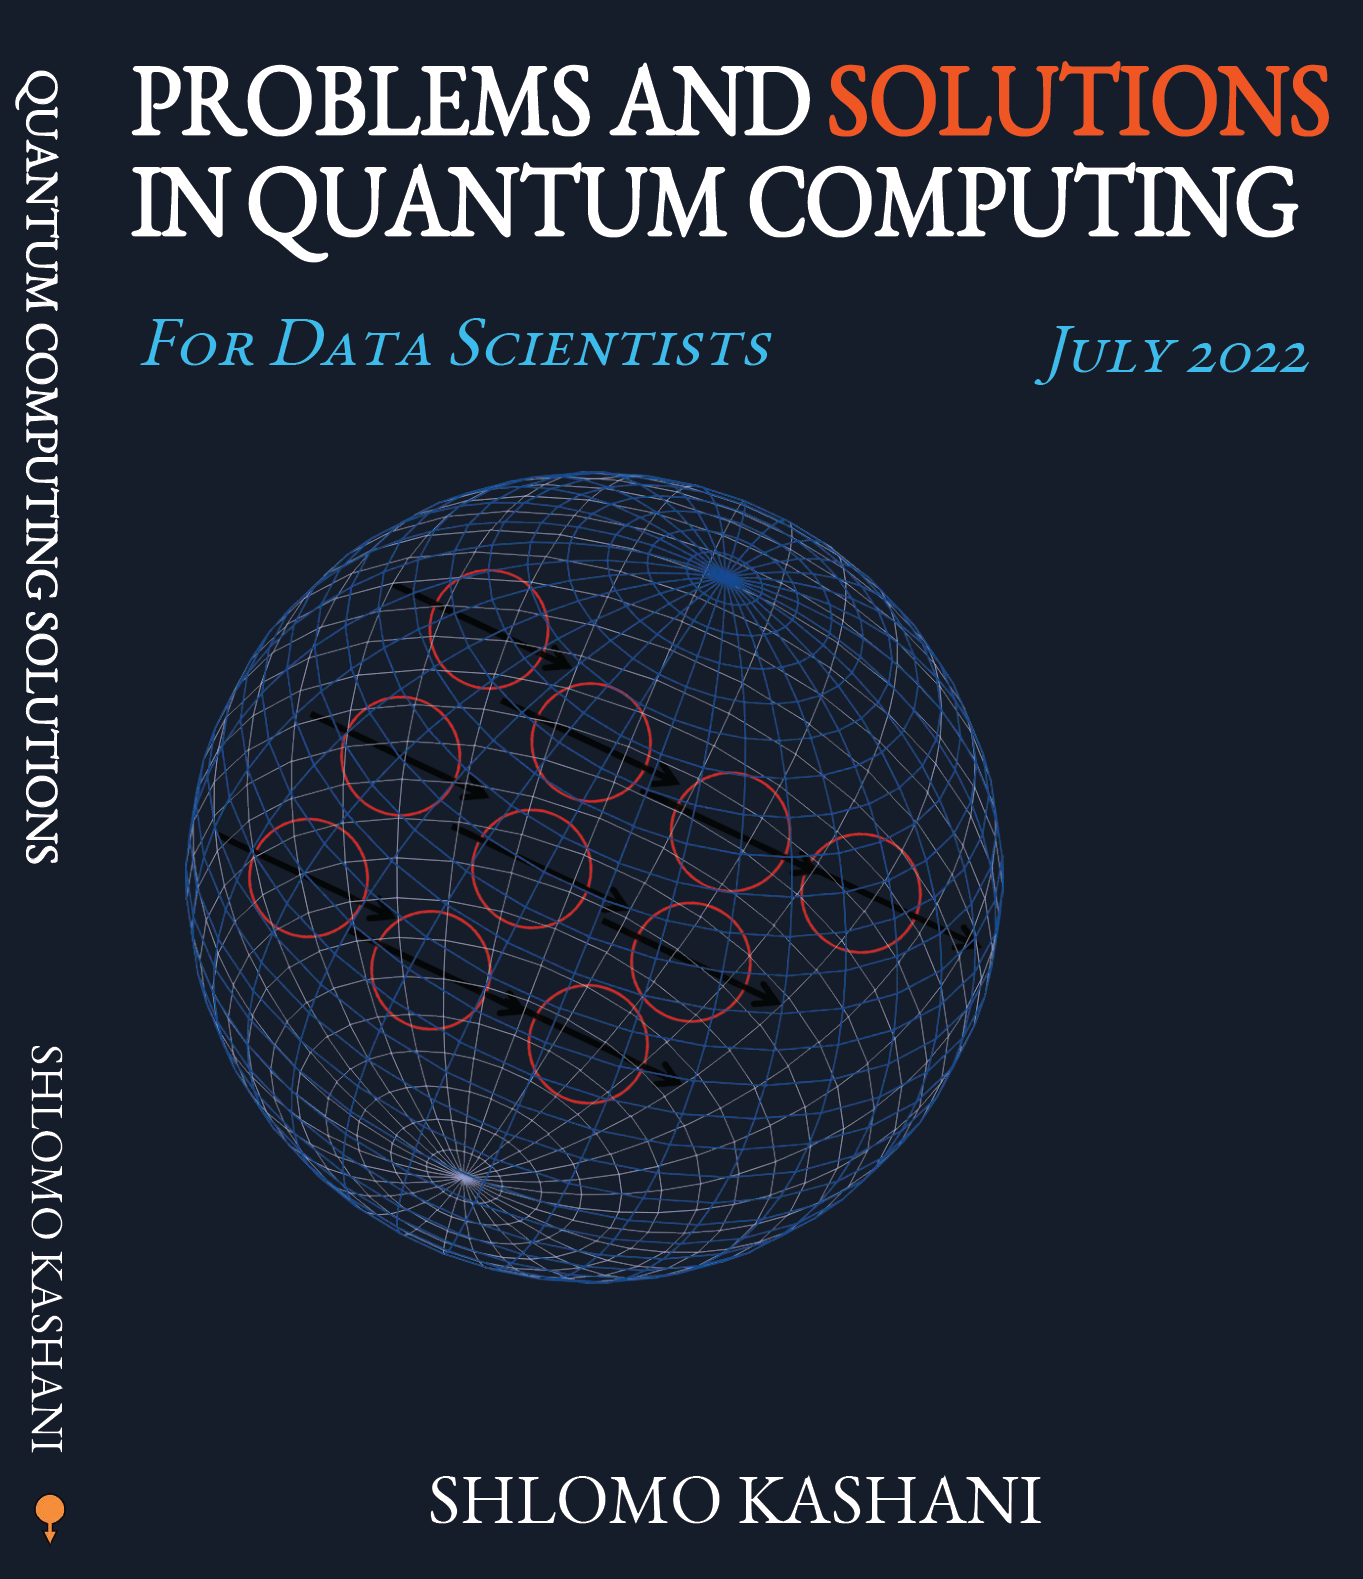 PROBLEMS AND SOLUTIONS
IN QUANTUM COMPUTING
FOR DATA SCIENTISTS
JULY 2022
SHLOMO KASHANI
QUANTUM COMPUTING SOLUTIONS
SHLOMO KASHANI